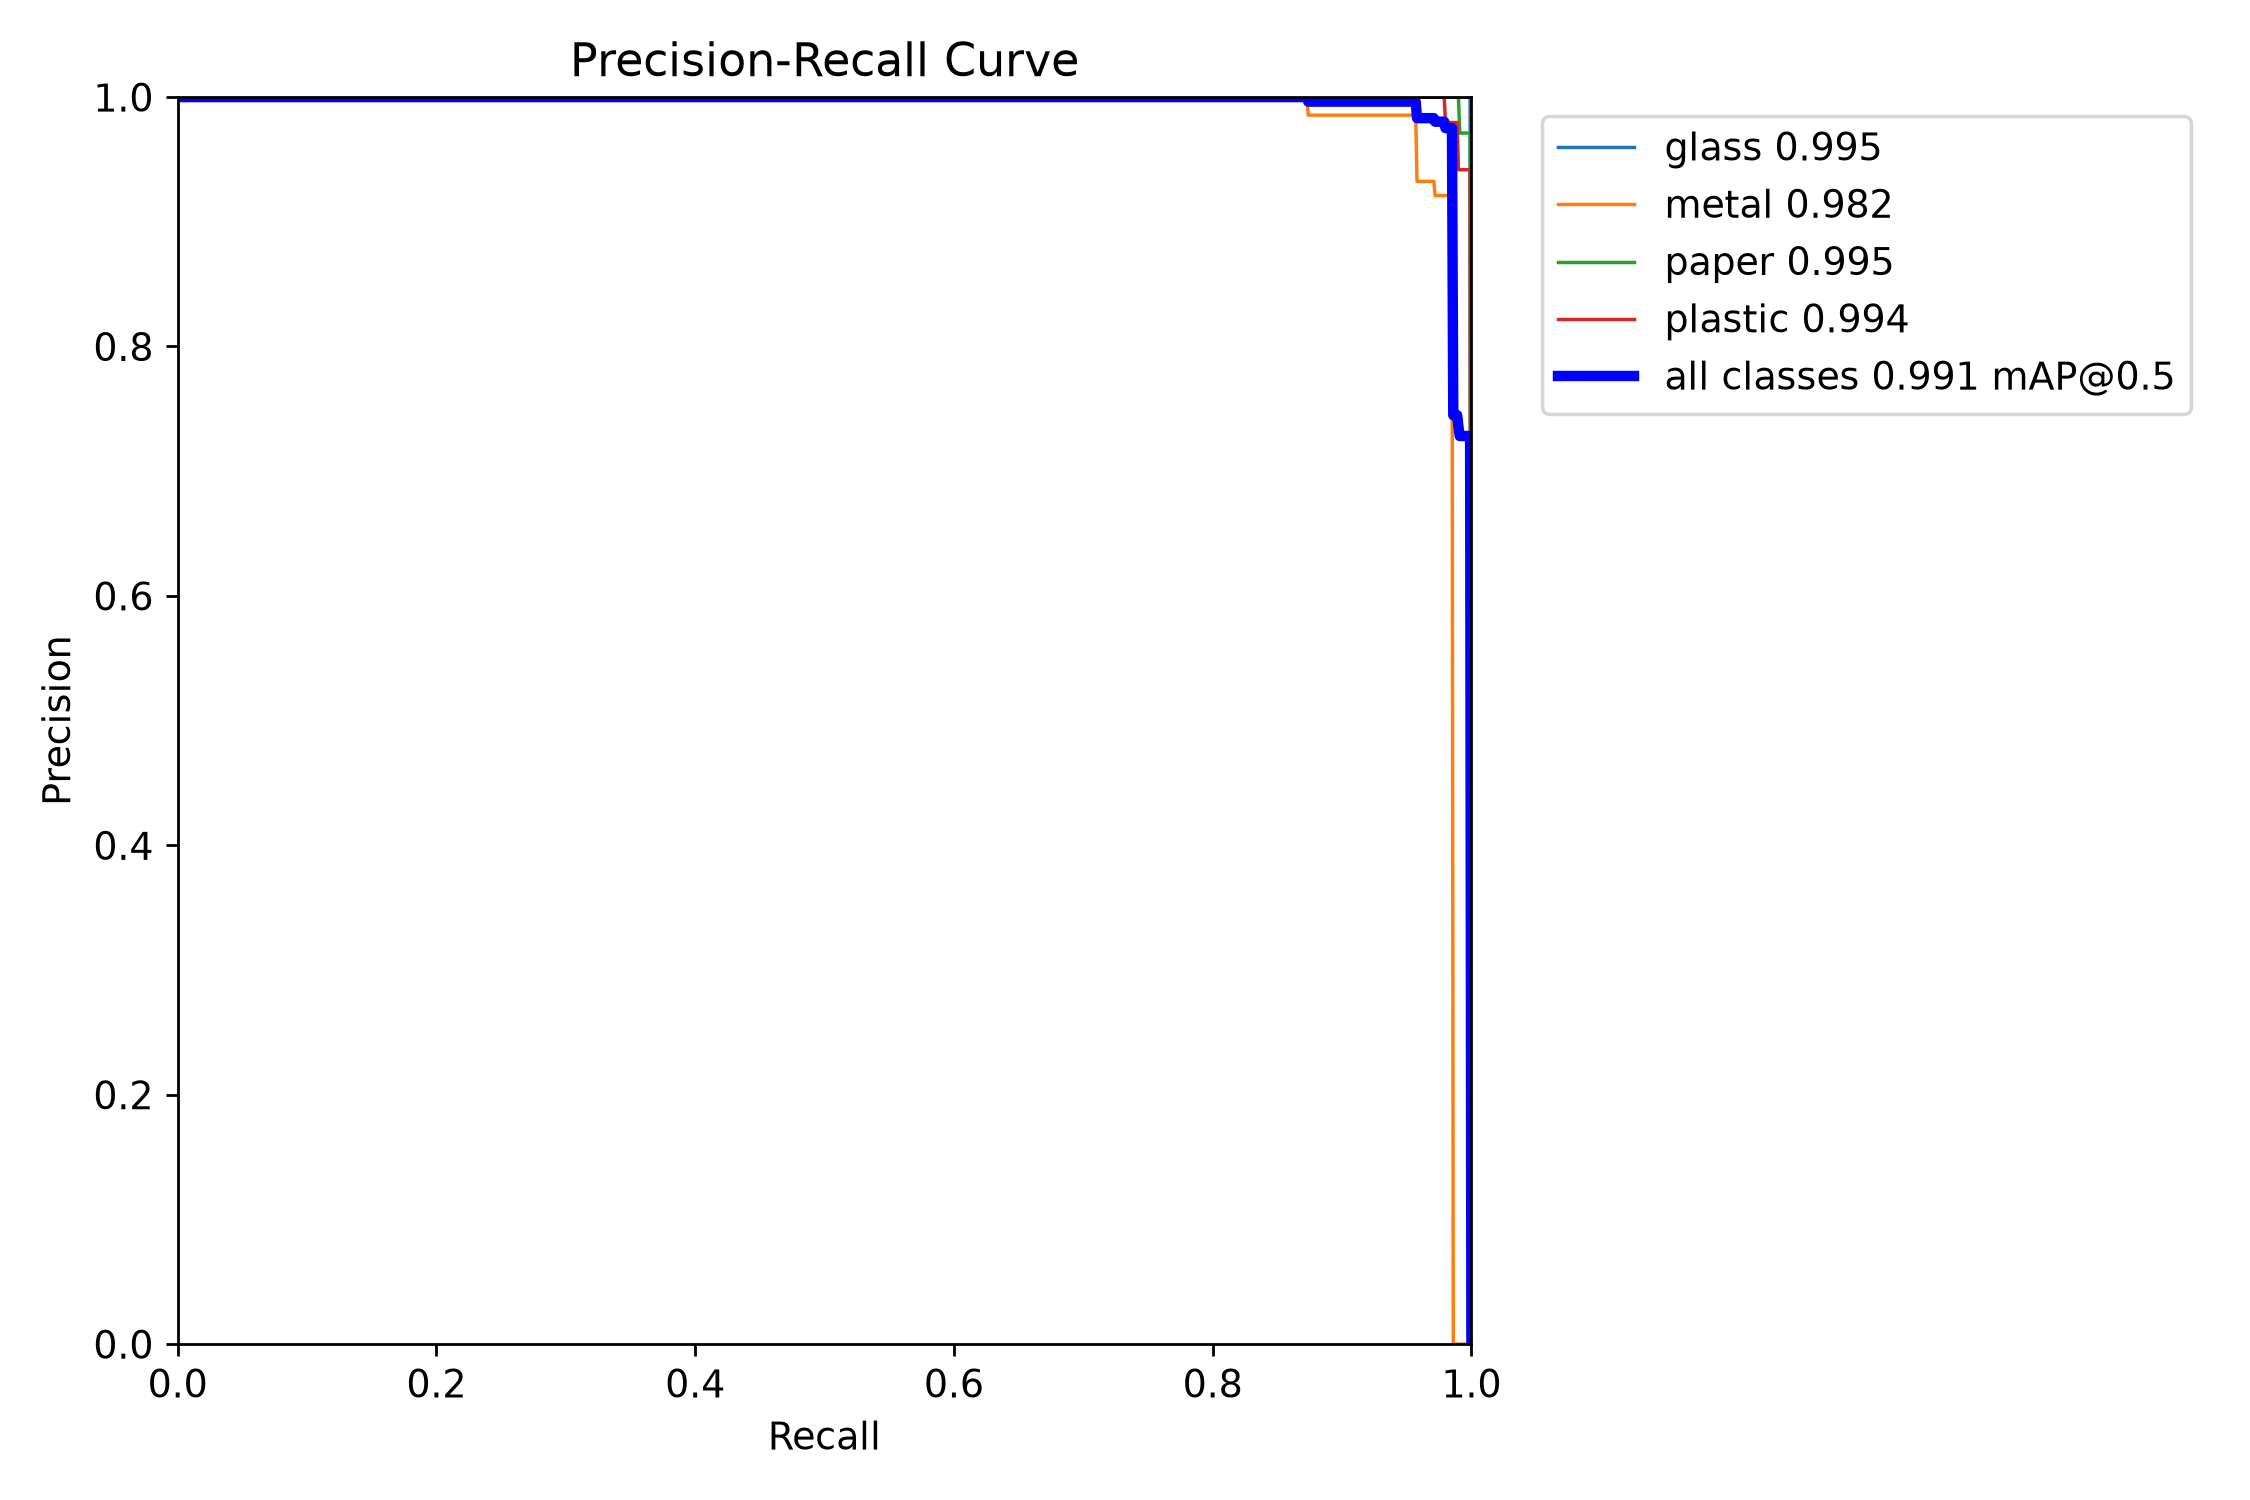 Precision-Recall Curve
1.0
0.8
0.6
0.4
0.2
0.0
Precision
0.0 0.2 0.4 0.6 0.8 1.0
Recall
glass 0.995
metal 0.982
paper 0.995
plastic 0.994
all classes 0.991 mAP@0.5